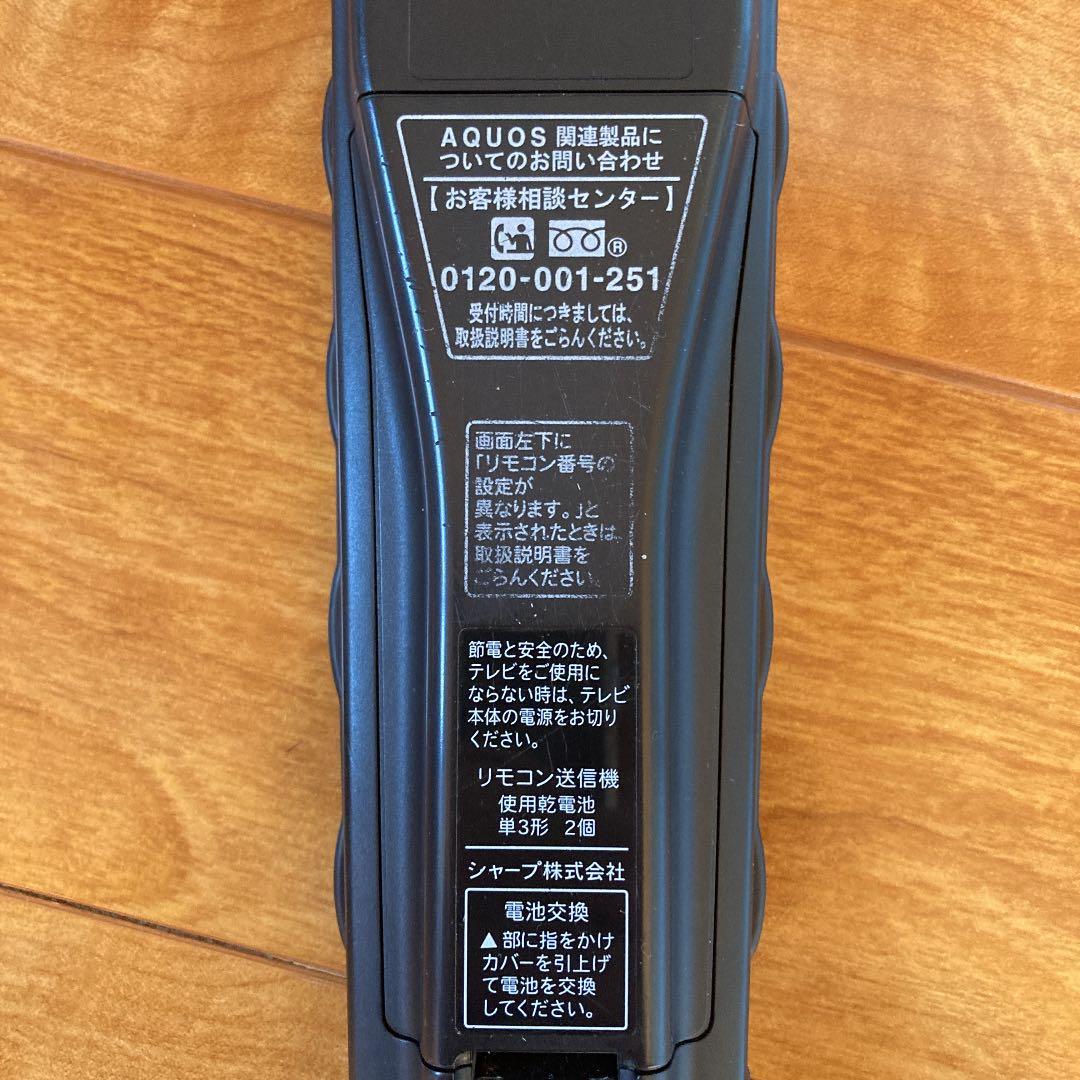 AQUOS 関連製品に
ついてのお問い合わせ
【お客様相談センター】
®
0120-001-251
受付時間につきましては、
取扱説明書をごらんください。
画面左下に
「リモコン番号の
設定が
異なります。」と
表示されたときは、
取扱説明書を
ごらんください。
節電と安全のため、
テレビをご使用に
ならない時は、テレビ
本体の電源をお切り
ください。
リモコン送信機
使用乾電池
単3形 2個
シャープ株式会社
電池交換
▲部に指をかけ
カバーを引上げ
て電池を交換
してください。